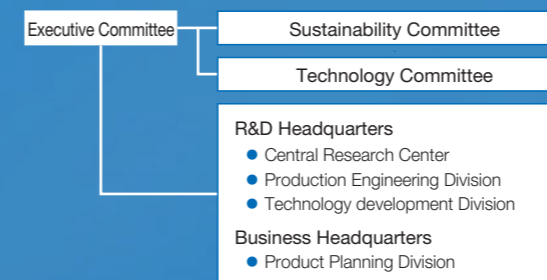 Executive Committee
Sustainability Committee
Technology Committee
R&D Headquarters
● Central Research Center
● Production Engineering Division
● Technology development Division
Business Headquarters
● Product Planning Division